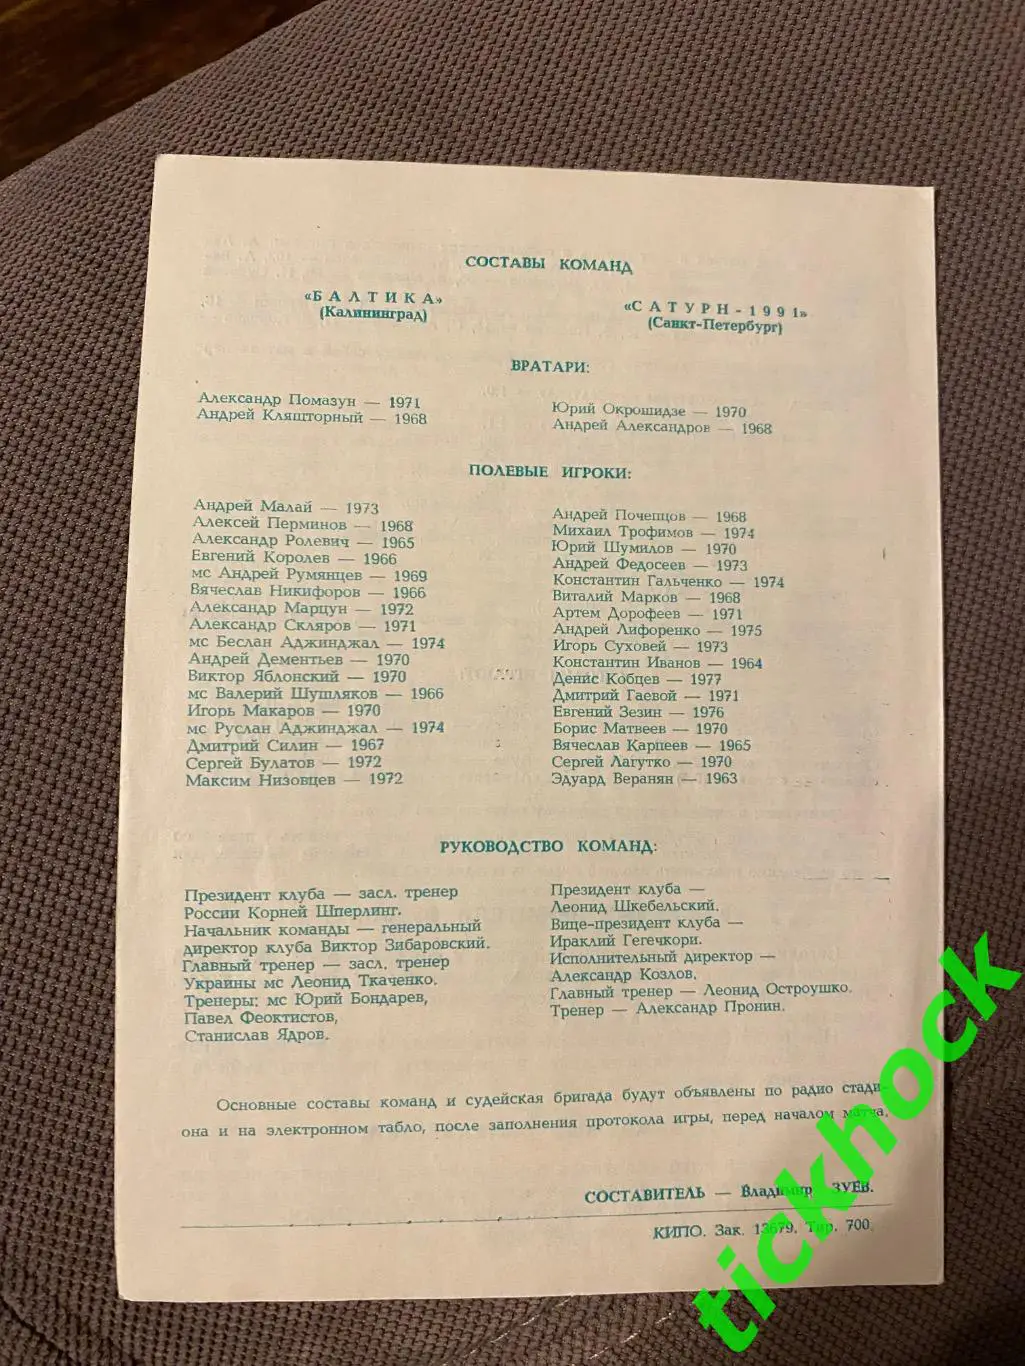 СОСТАВЫ КОМАНД
«БАЛТИКА»
(Калининград)
«САТУРН-1991»
(Санкт-Петербург)
ВРАТАРИ:
Александр Помазун — 1971
Андрей Кляшторный — 1968
Юрий Окрошидзе — 1970
Андрей Александров — 1968
ПОЛЕВЫЕ ИГРОКИ:
Андрей Малай — 1973
Алексей Перминов — 1968
Александр Ролевич — 1965
Евгений Королев — 1966
мс Андрей Румянцев — 1969
Вячеслав Никифоров — 1966
Александр Марцун — 1972
Александр Скляров — 1971
мс Беслан Аджинджал — 1974
Андрей Дементьев — 1970
Виктор Яблонский — 1970
мс Валерий Шушляков — 1966
Игорь Макаров — 1970
мс Руслан Аджинджал — 1974
Дмитрий Силин — 1967
Сергей Булатов — 1972
Максим Низовцев — 1972
Андрей Почепцов — 1968
Михаил Трофимов — 1974
Юрий Шумилов — 1970
Андрей Федосеев — 1973
Константин Гальченко — 1974
Виталий Марков — 1968
Артем Дорофеев — 1971
Андрей Лифоренко — 1975
Игорь Суховей — 1973
Константин Иванов — 1964
Денис Кобцев — 1977
Дмитрий Гаевой — 1971
Евгений Зезин — 1976
Борис Матвеев — 1970
Вячеслав Карпеев — 1965
Сергей Лагутко — 1970
Эдуард Веранян — 1963
РУКОВОДСТВО КОМАНД:
Президент клуба — засл. тренер
России Корней Шперлинг.
Начальник команды — генеральный
директор клуба Виктор Зибаровский.
Главный тренер — засл. тренер
Украины мс Леонид Ткаченко.
Тренеры: мс Юрий Бондарев,
Павел Феоктистов,
Станислав Ядров.
Президент клуба —
Леонид Шкебельский.
Вице-президент клуба —
Ираклий Гегечкори.
Исполнительный директор —
Александр Козлов.
Главный тренер — Леонид Остроушко.
Тренер — Александр Пронин.
Основные составы команд и судейская бригада будут объявлены по радио стади-
она и на электронном табло, после заполнения протокола игры, перед началом матча.
СОСТАВИТЕЛЬ — Владимир ЗУЕВ.
КИПО. Зак. 13679. Тир. 700.
tickhock